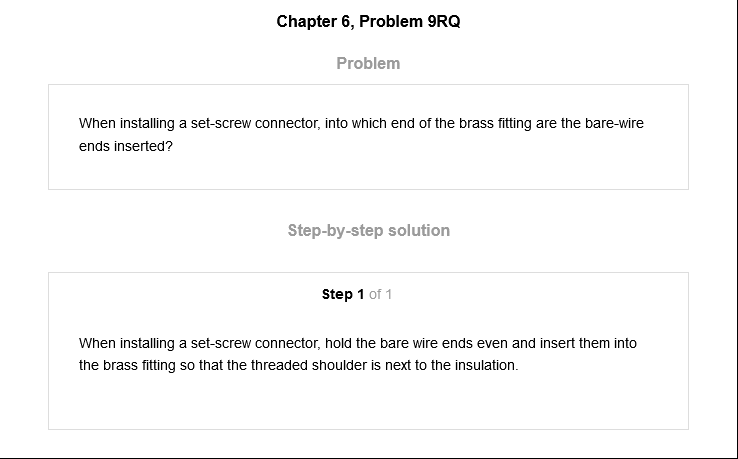 Chapter 6, Problem 9RQ
Problem
When installing a set-screw connector, into which end of the brass fitting are the bare-wire
ends inserted?
Step-by-step solution
Step 1 of 1
When installing a set-screw connector, hold the bare wire ends even and insert them into
the brass fitting so that the threaded shoulder is next to the insulation.